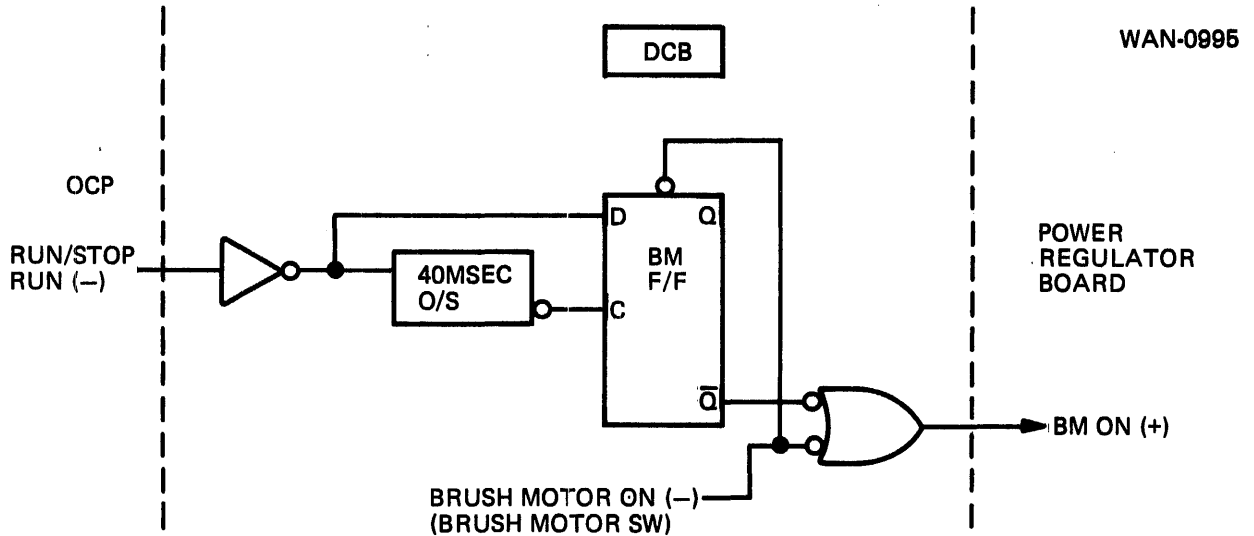 WAN-0995
DCB
OCP
RUN/STOP
RUN (–)
40MSEC
O/S
D
Q
BM
F/F
C
Q̅
POWER
REGULATOR
BOARD
BM ON (+)
BRUSH MOTOR ON (–)
(BRUSH MOTOR SW)